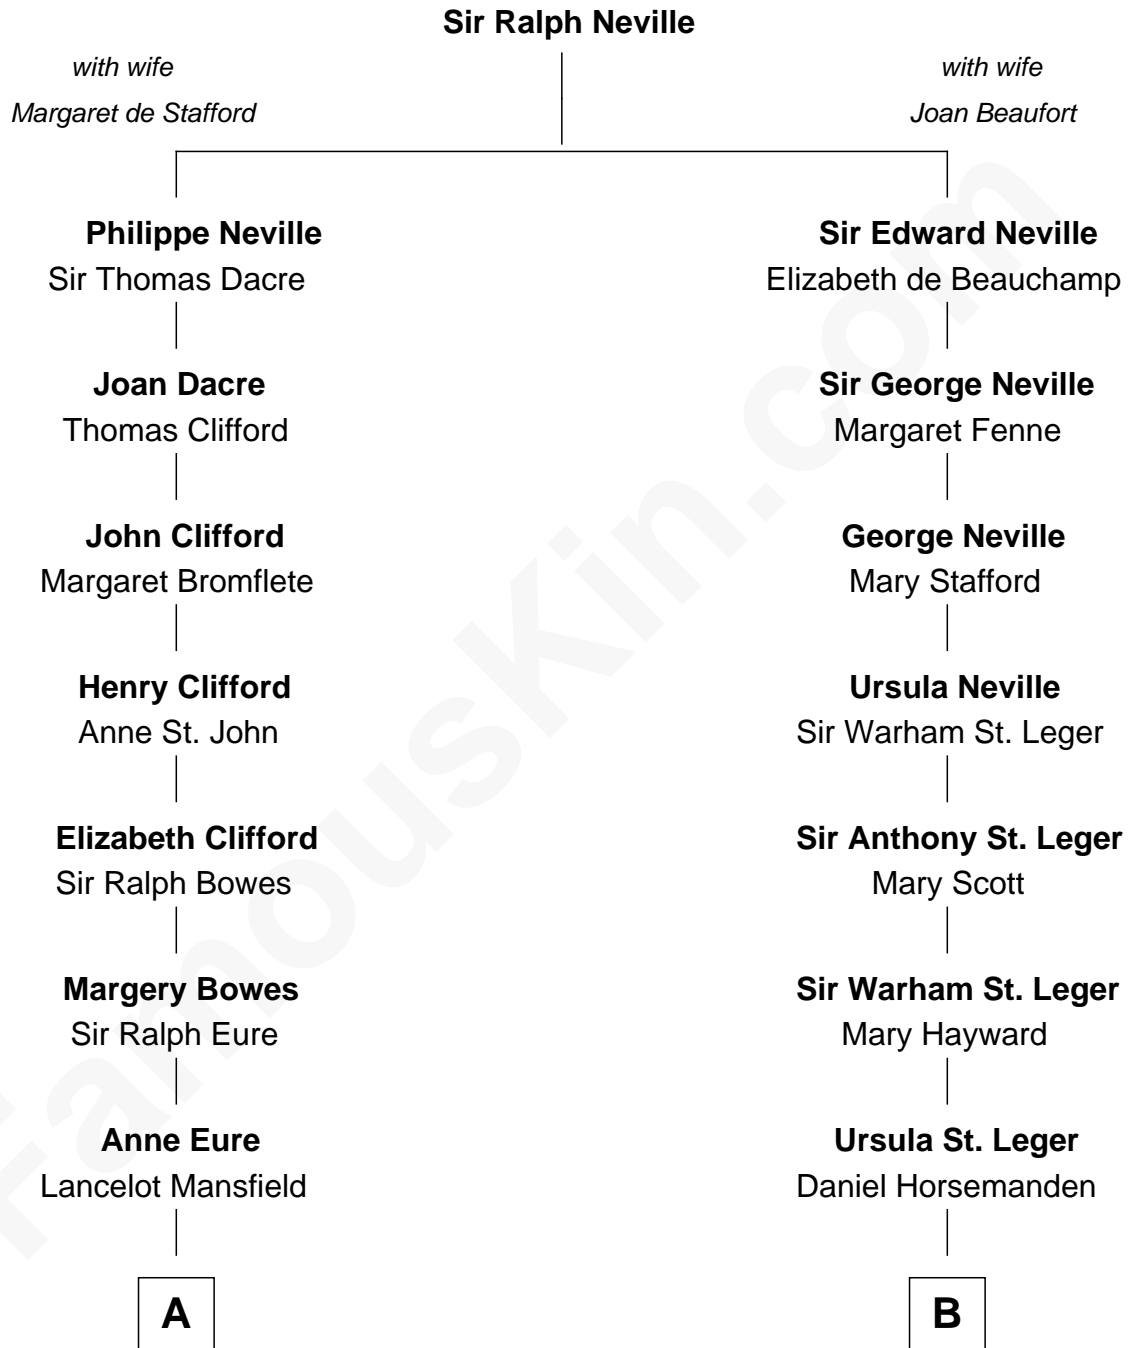 Sir Ralph Neville
with wife
Margaret de Stafford
with wife
Joan Beaufort
Philippe Neville
Sir Thomas Dacre
Joan Dacre
Thomas Clifford
John Clifford
Margaret Bromflete
Henry Clifford
Anne St. John
Elizabeth Clifford
Sir Ralph Bowes
Margery Bowes
Sir Ralph Eure
Anne Eure
Lancelot Mansfield
A
Sir Edward Neville
Elizabeth de Beauchamp
Sir George Neville
Margaret Fenne
George Neville
Mary Stafford
Ursula Neville
Sir Warham St. Leger
Sir Anthony St. Leger
Mary Scott
Sir Warham St. Leger
Mary Hayward
Ursula St. Leger
Daniel Horsemanden
B
FamousKin.com